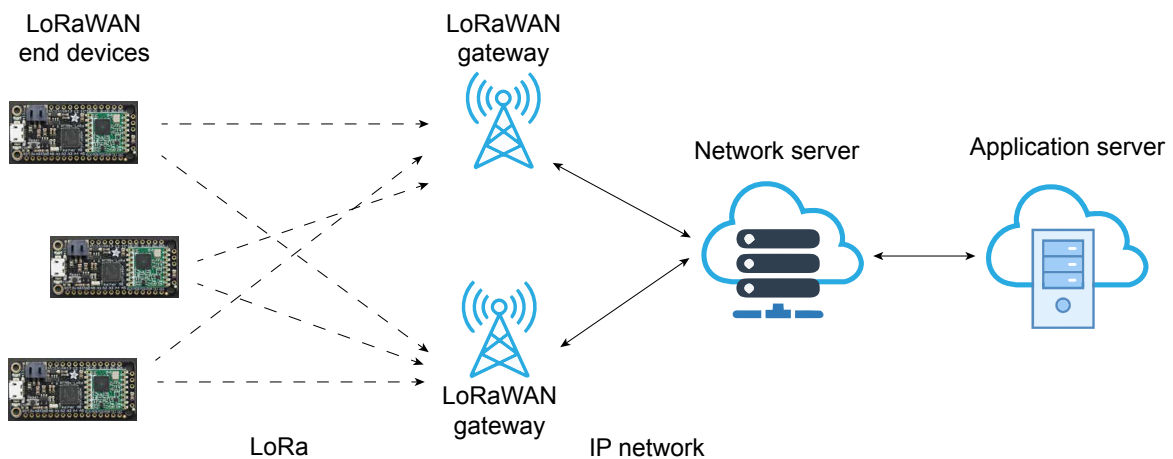 LoRaWAN
end devices
LoRaWAN
gateway
Network server
Application server
LoRaWAN
gateway
LoRa
IP network